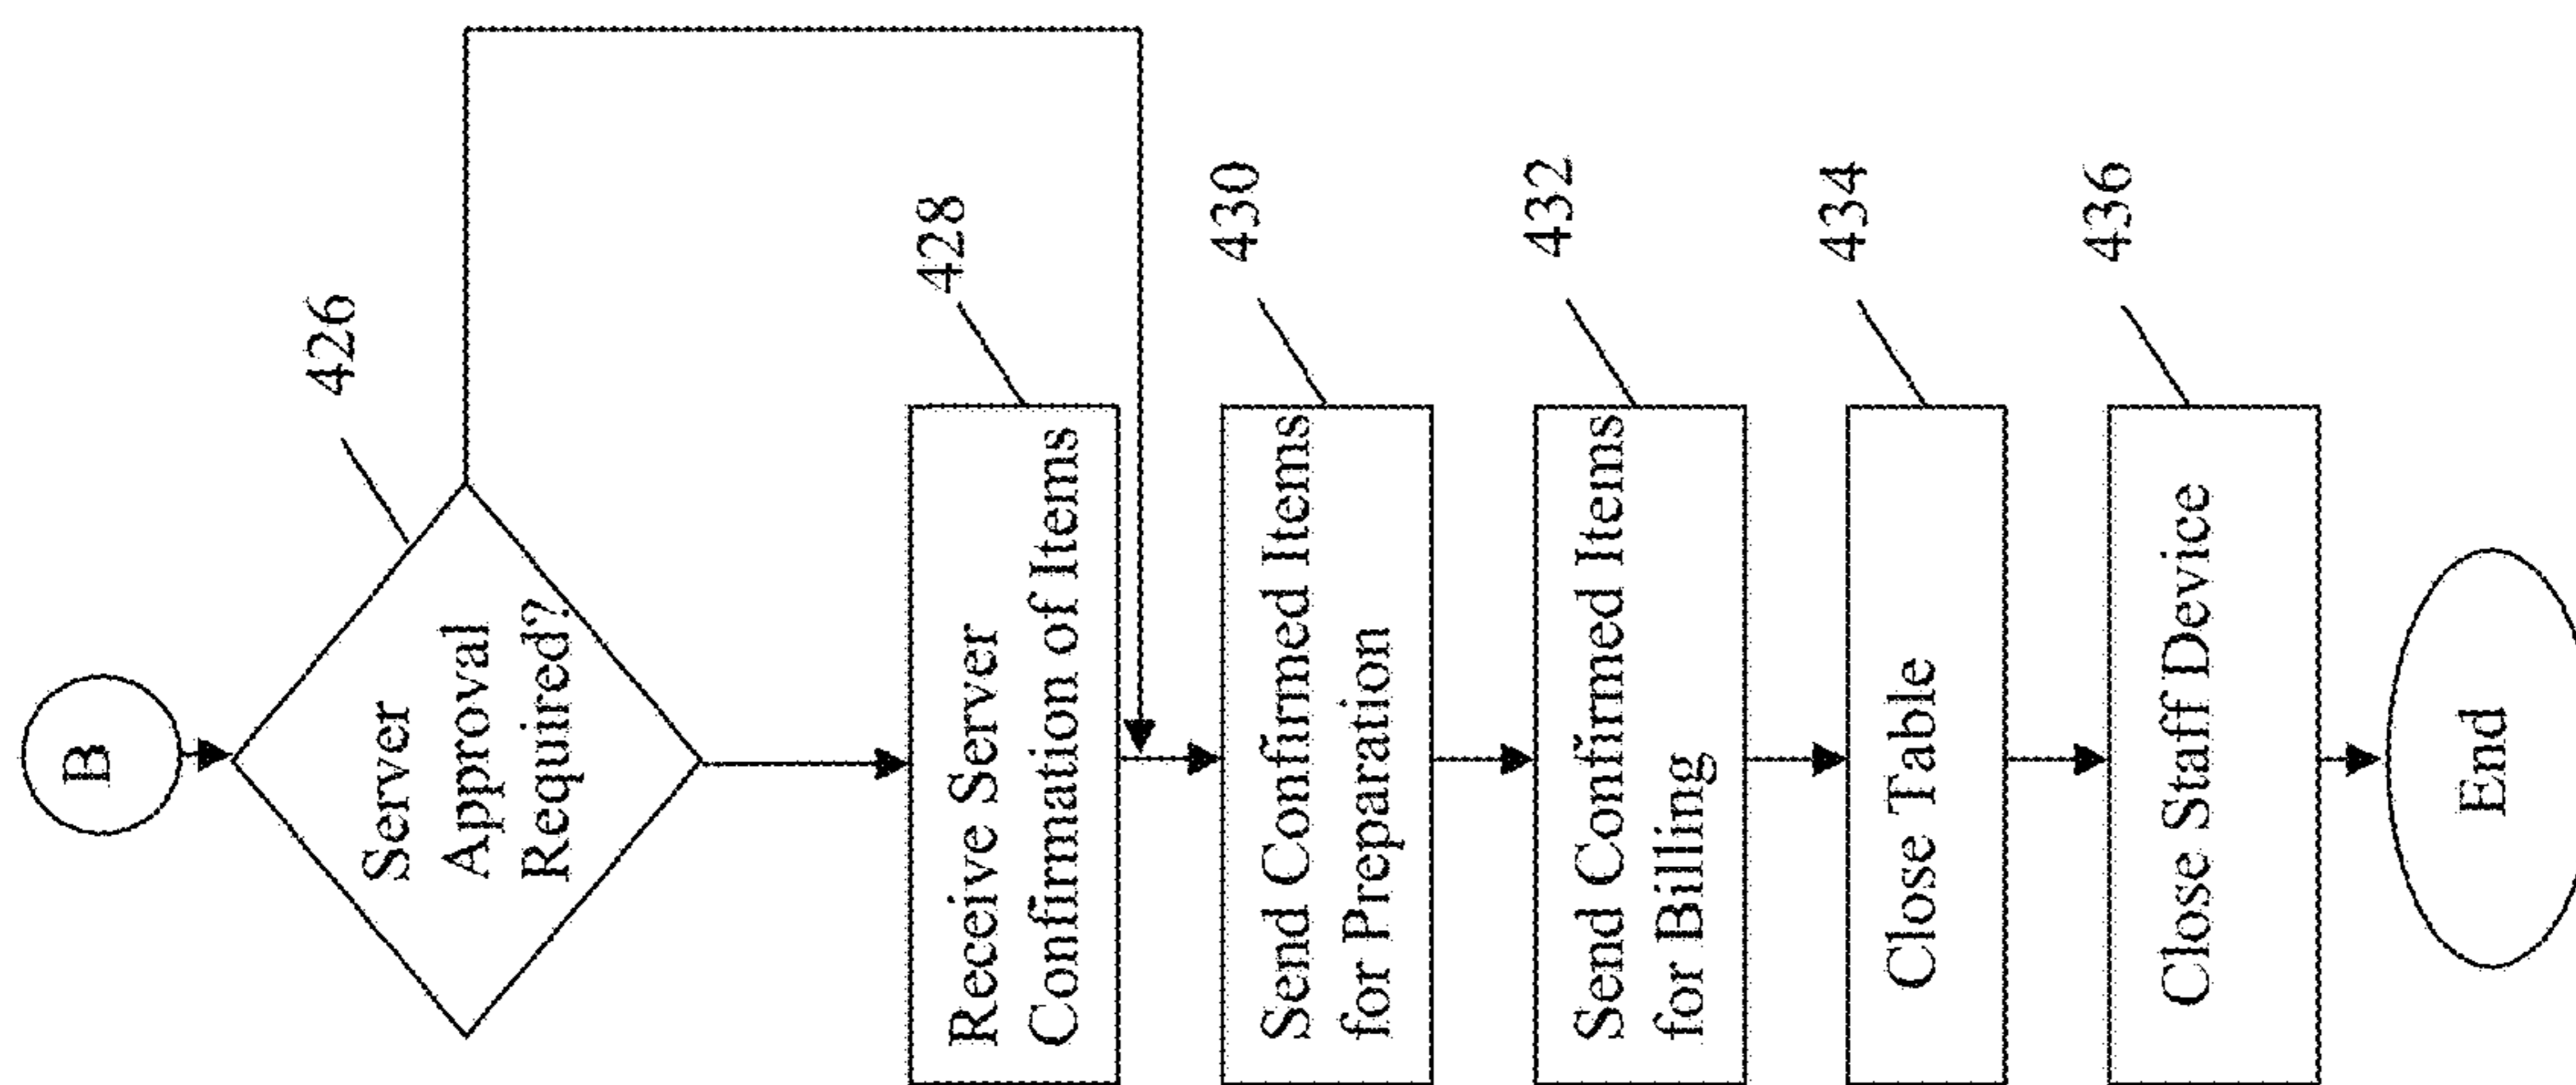 B
426
Server
Approval
Required?
428
Receive Server
Confirmation of Items
430
Send Confirmed Items
for Preparation
432
Send Confirmed Items
for Billing
434
Close Table
436
Close Staff Device
End